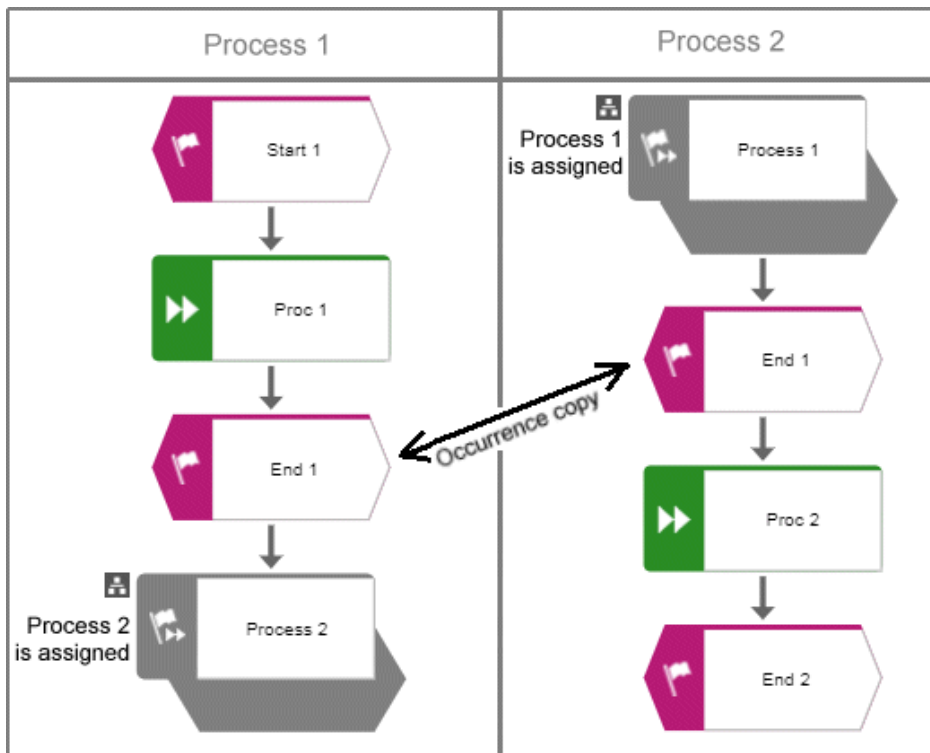 Process 1
Start 1
Proc 1
End 1
Process 2
is assigned
Process 2
Occurrence copy
Process 2
Process 1
is assigned
Process 1
End 1
Proc 2
End 2